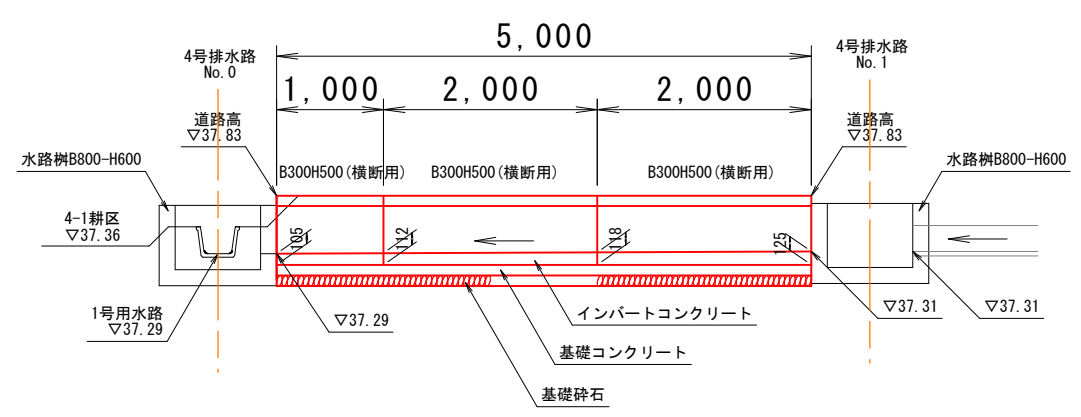 5,000
4号排水路
No.0
4号排水路
No.1
1,000
2,000
2,000
道路高
▽37.83
道路高
▽37.83
水路桝B800-H600
水路桝B800-H600
B300H500(横断用)
B300H500(横断用)
B300H500(横断用)
4-1耕区
▽37.36
105
112
118
125
1号用水路
▽37.29
▽37.29
▽37.31
▽37.31
インバートコンクリート
基礎コンクリート
基礎砕石